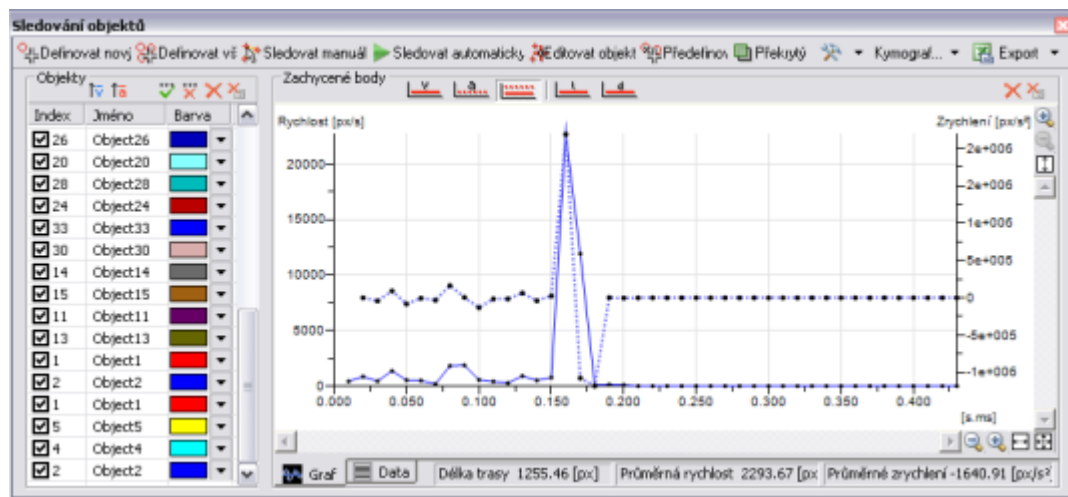 Sledování objektů
Definovat nový Definovat vš Sledovat manuál Sledovat automaticky Editovat objekt Předefinov Překrytý Kymograf... Export
Objekty
Index Jméno Barva
26 Object26
20 Object20
28 Object28
24 Object24
33 Object33
30 Object30
14 Object14
15 Object15
11 Object11
13 Object13
1 Object1
2 Object2
1 Object1
5 Object5
4 Object4
2 Object2
Zachycené body
v a L d
Rychlost [px/s] Zrychlení [px/s²]
20000
15000
10000
5000
0
2e+006
2e+006
1e+006
5e+005
0
-5e+005
-1e+006
0.000 0.050 0.100 0.150 0.200 0.250 0.300 0.350 0.400
[s.ms]
Graf Data Délka trasy 1255.46 [px] Průměrná rychlost 2293.67 [px Průměrné zrychlení -1640.91 [px/s²]